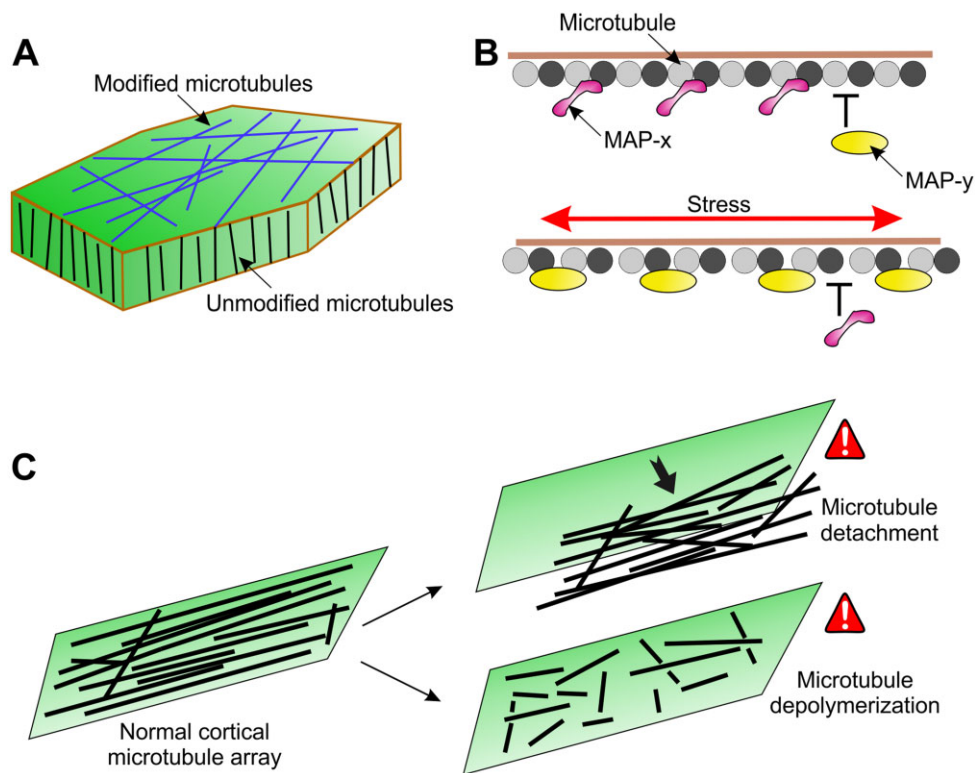 A
Modified microtubules
Unmodified microtubules
B
Microtubule
MAP-x
MAP-y
Stress
C
Normal cortical
microtubule array
!
Microtubule
detachment
!
Microtubule
depolymerization